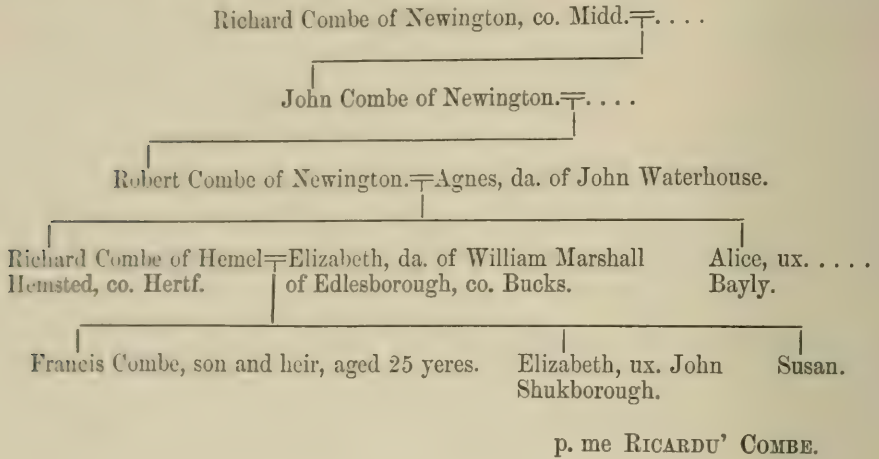 Richard Combe of Newington, co. Midd.=. . . .
John Combe of Newington.=. . . .
Robert Combe of Newington.=Agnes, da. of John Waterhouse.
Richard Combe of Hemel=Elizabeth, da. of William Marshall Alice, ux. . . . . .
Hemsted, co. Hertf. of Edlesborough, co. Bucks. Bayly.
Francis Combe, son and heir, aged 25 yeres. Elizabeth, ux. John Susan.
Shukborough.
p. me RICARDU' COMBE.